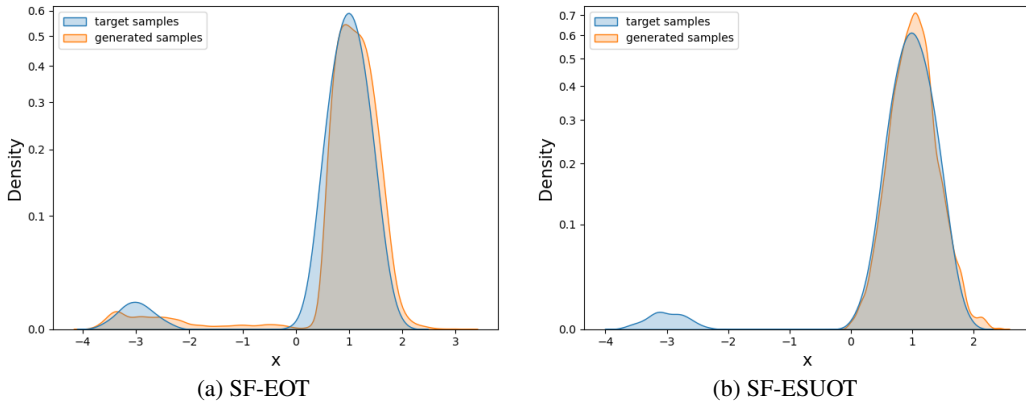 0.6
0.5
0.4
0.3
0.2
0.1
0.0
Density
target samples
generated samples
−4 −3 −2 −1 0 1 2 3
x
(a) SF-EOT
0.7
0.6
0.5
0.4
0.3
0.2
0.1
0.0
Density
target samples
generated samples
−4 −3 −2 −1 0 1 2
x
(b) SF-ESUOT